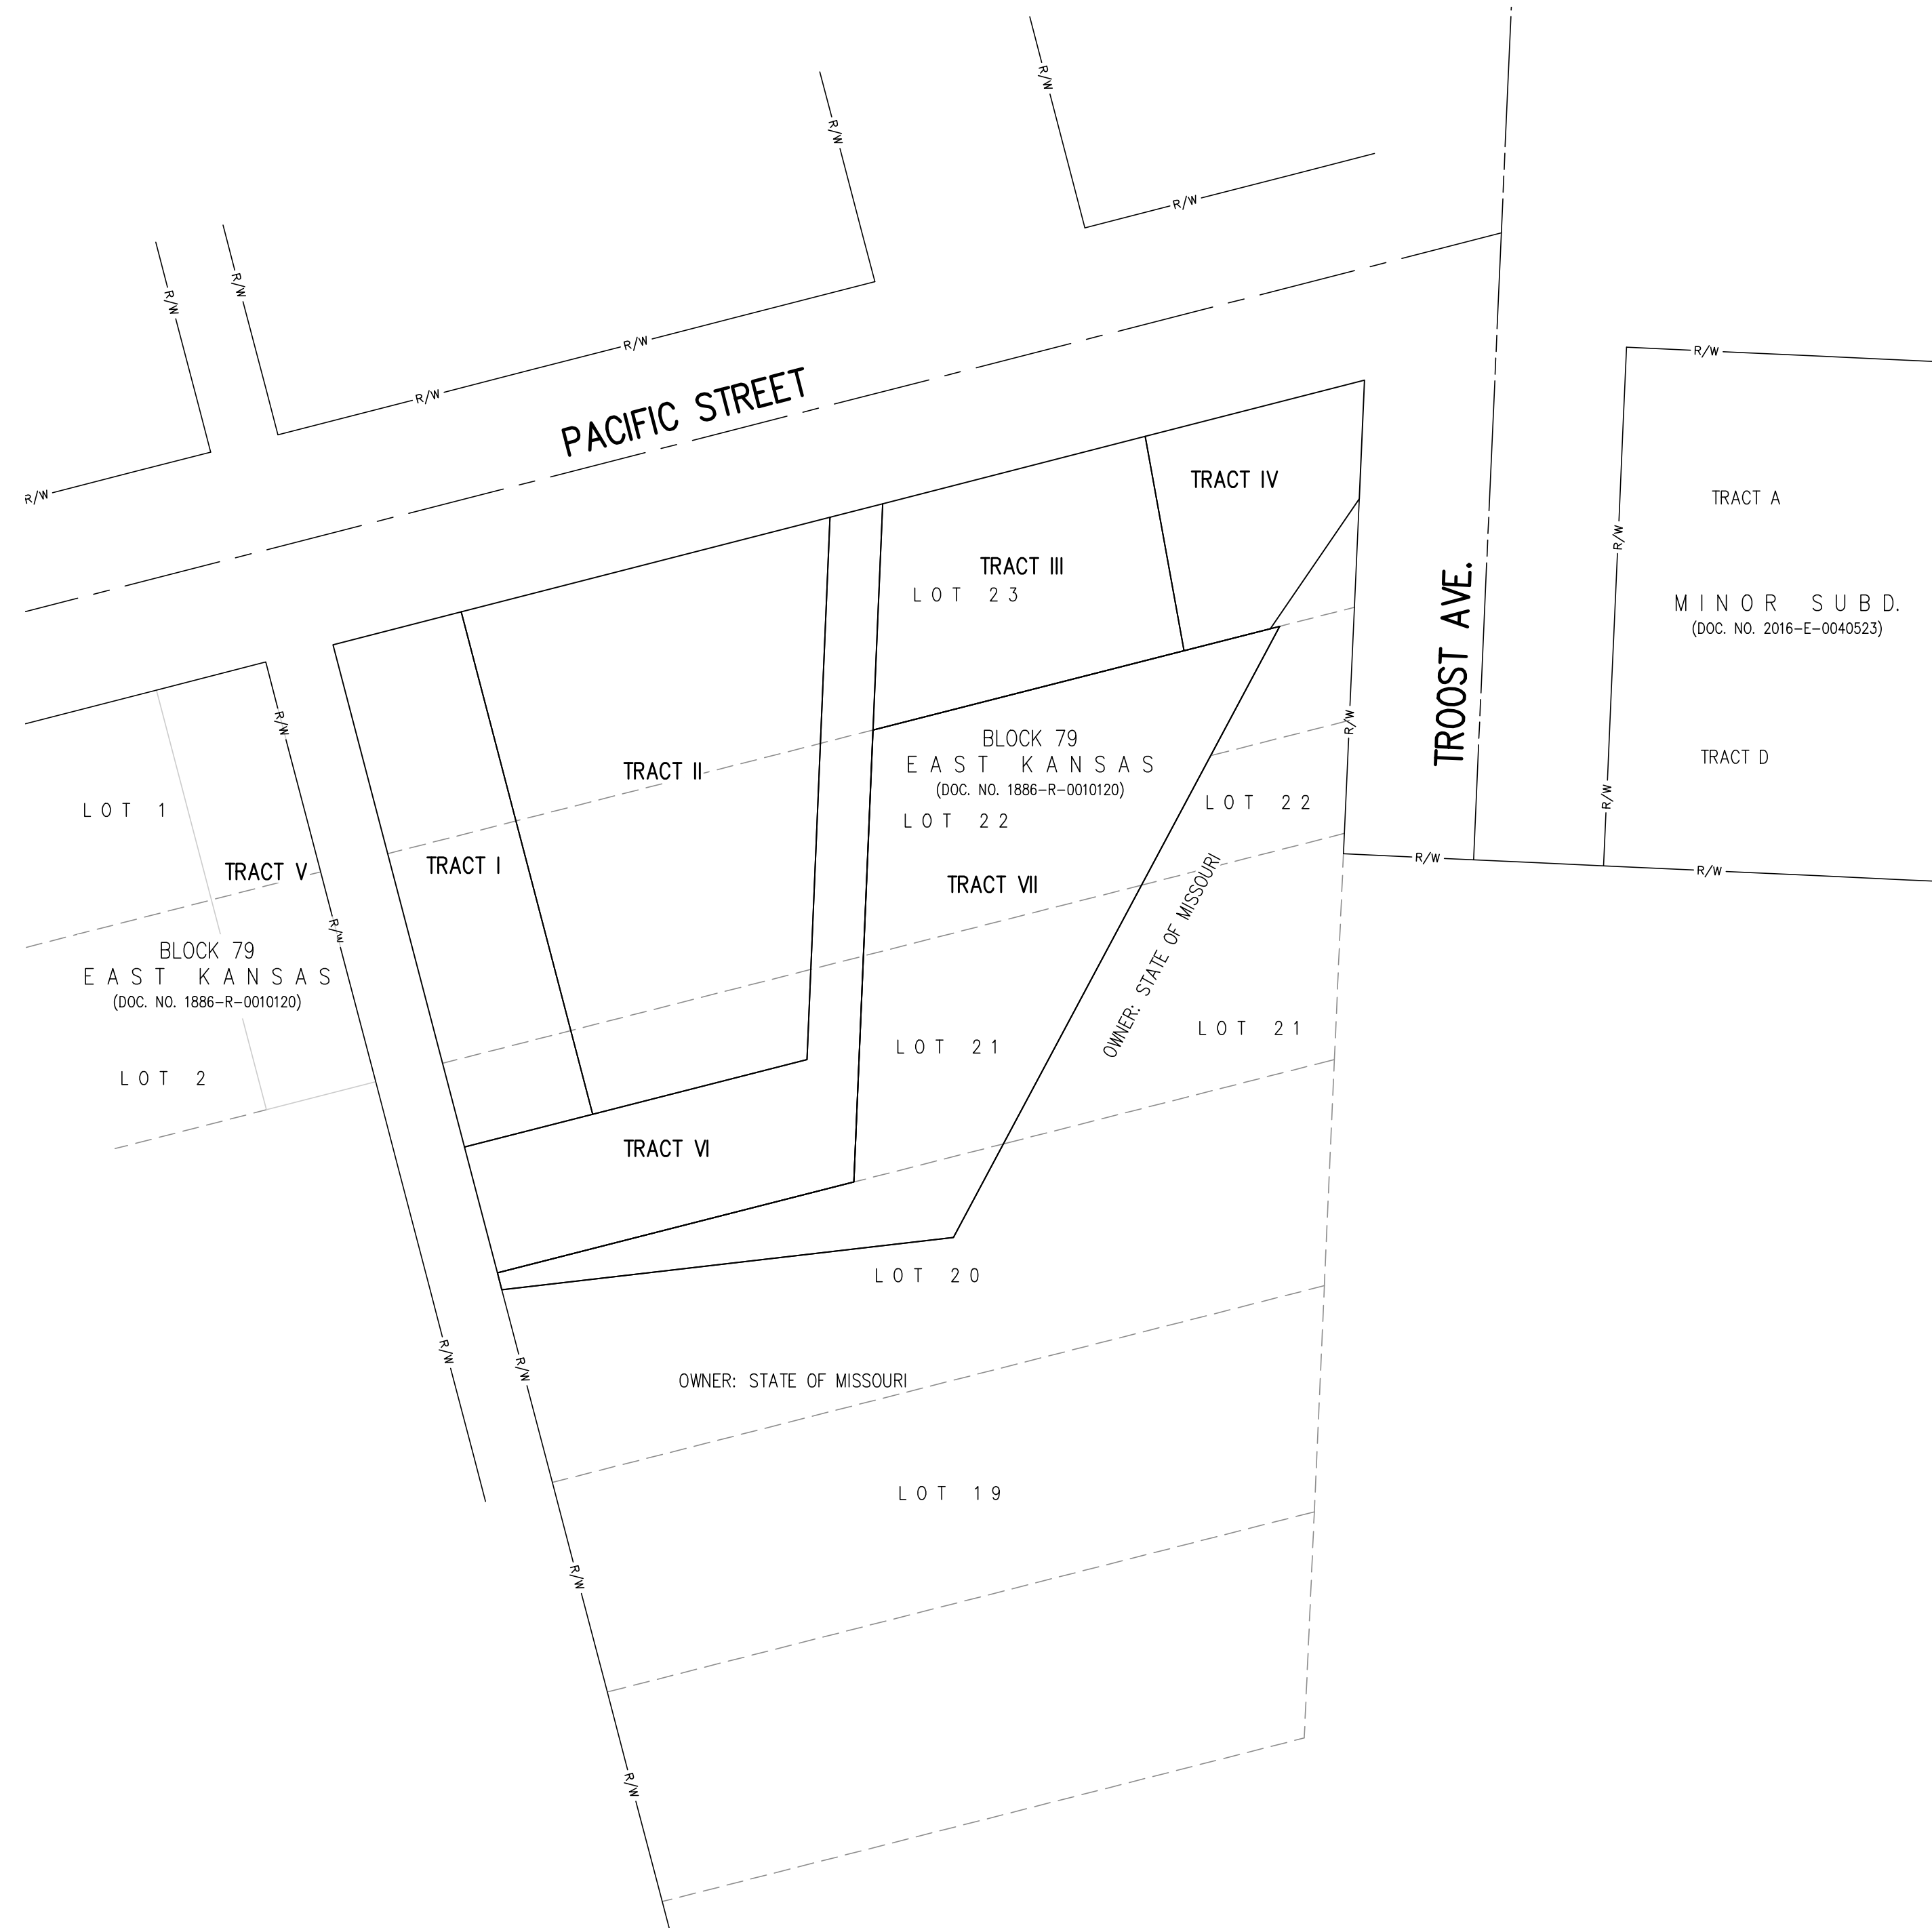 R/W
R/W
R/W
R/W
R/W
R/W
R/W
R/W
R/W
PACIFIC STREET
R/W
TRACT IV
TRACT A
R/W
TRACT III
LOT 23
TROOST AVE.
MINOR SUBD.
(DOC. NO. 2016-E-0040523)
R/W
R/W
TRACT II
BLOCK 79
EAST KANSAS
(DOC. NO. 1886-R-0010120)
LOT 22
TRACT D
LOT 22
R/W
LOT 1
TRACT V
TRACT I
TRACT VII
R/W
R/W
R/W
BLOCK 79
EAST KANSAS
(DOC. NO. 1886-R-0010120)
OWNER: STATE OF MISSOURI
LOT 21
LOT 21
LOT 2
TRACT VI
LOT 20
R/W
R/W
OWNER: STATE OF MISSOURI
LOT 19
R/W
R/W